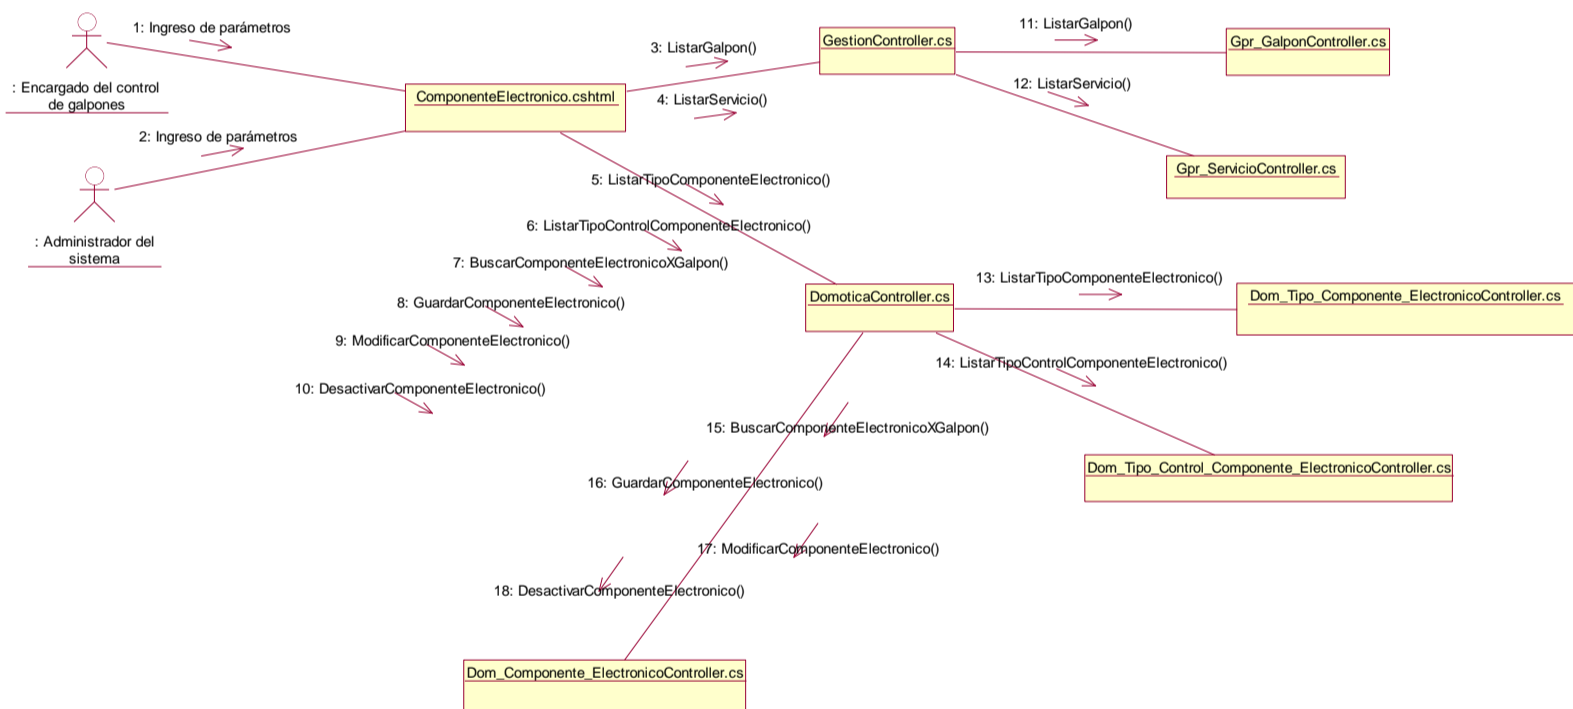 1: Ingreso de parámetros
: Encargado del control
de galpones
2: Ingreso de parámetros
: Administrador del
sistema
ComponenteElectronico.cshtml
3: ListarGalpon()
4: ListarServicio()
GestionController.cs
11: ListarGalpon()
Gpr_GalponController.cs
12: ListarServicio()
Gpr_ServicioController.cs
5: ListarTipoComponenteElectronico()
6: ListarTipoControlComponenteElectronico()
7: BuscarComponenteElectronicoXGalpon()
8: GuardarComponenteElectronico()
9: ModificarComponenteElectronico()
10: DesactivarComponenteElectronico()
DomoticaController.cs
13: ListarTipoComponenteElectronico()
Dom_Tipo_Componente_ElectronicoController.cs
14: ListarTipoControlComponenteElectronico()
Dom_Tipo_Control_Componente_ElectronicoController.cs
15: BuscarComponenteElectronicoXGalpon()
16: GuardarComponenteElectronico()
17: ModificarComponenteElectronico()
18: DesactivarComponenteElectronico()
Dom_Componente_ElectronicoController.cs